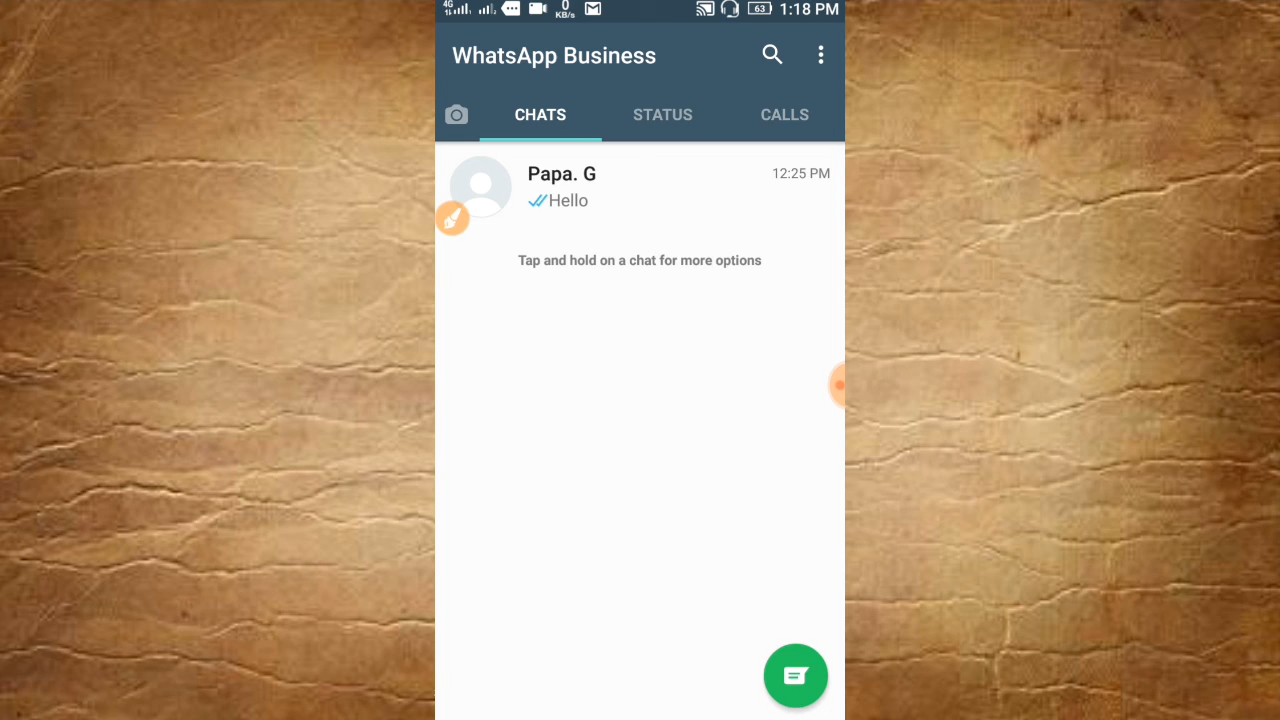 4G 0 KB/s 63 1:18 PM
WhatsApp Business
CHATS STATUS CALLS
Papa. G 12:25 PM
Hello
Tap and hold on a chat for more options